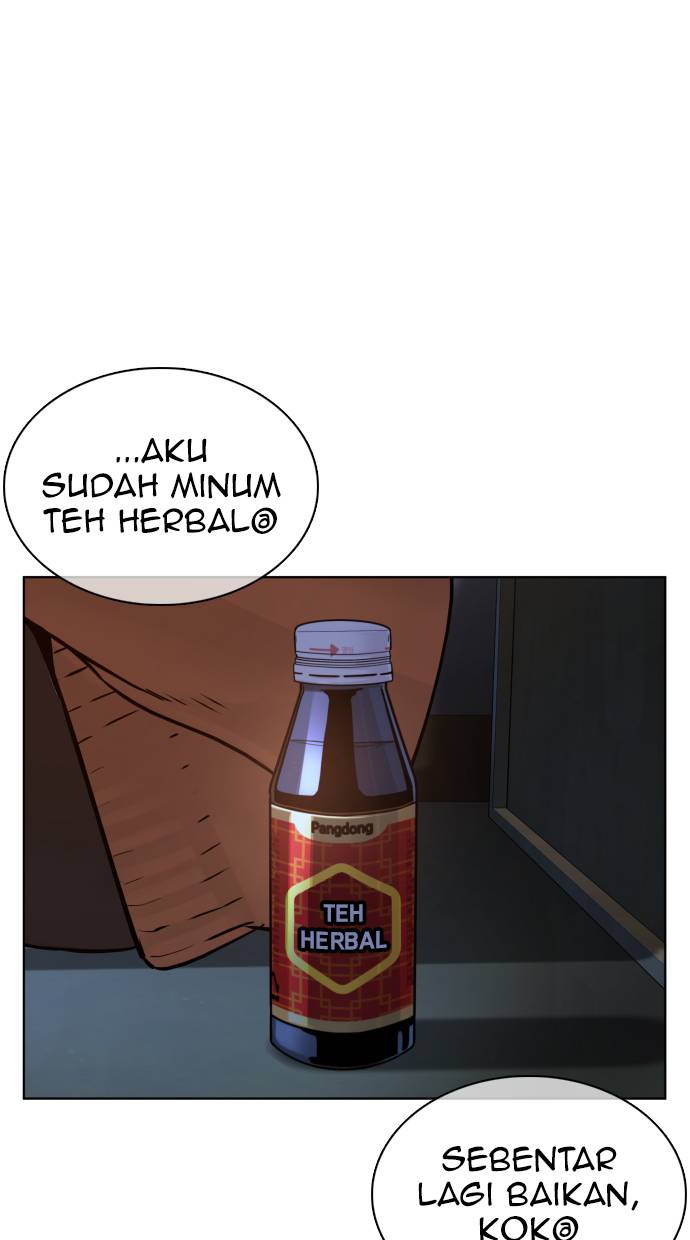 ...AKU
SUDAH MINUM
TEH HERBAL@
Pangdong
TEH
HERBAL
SEBENTAR
LAGI BAIKAN,
KOK@